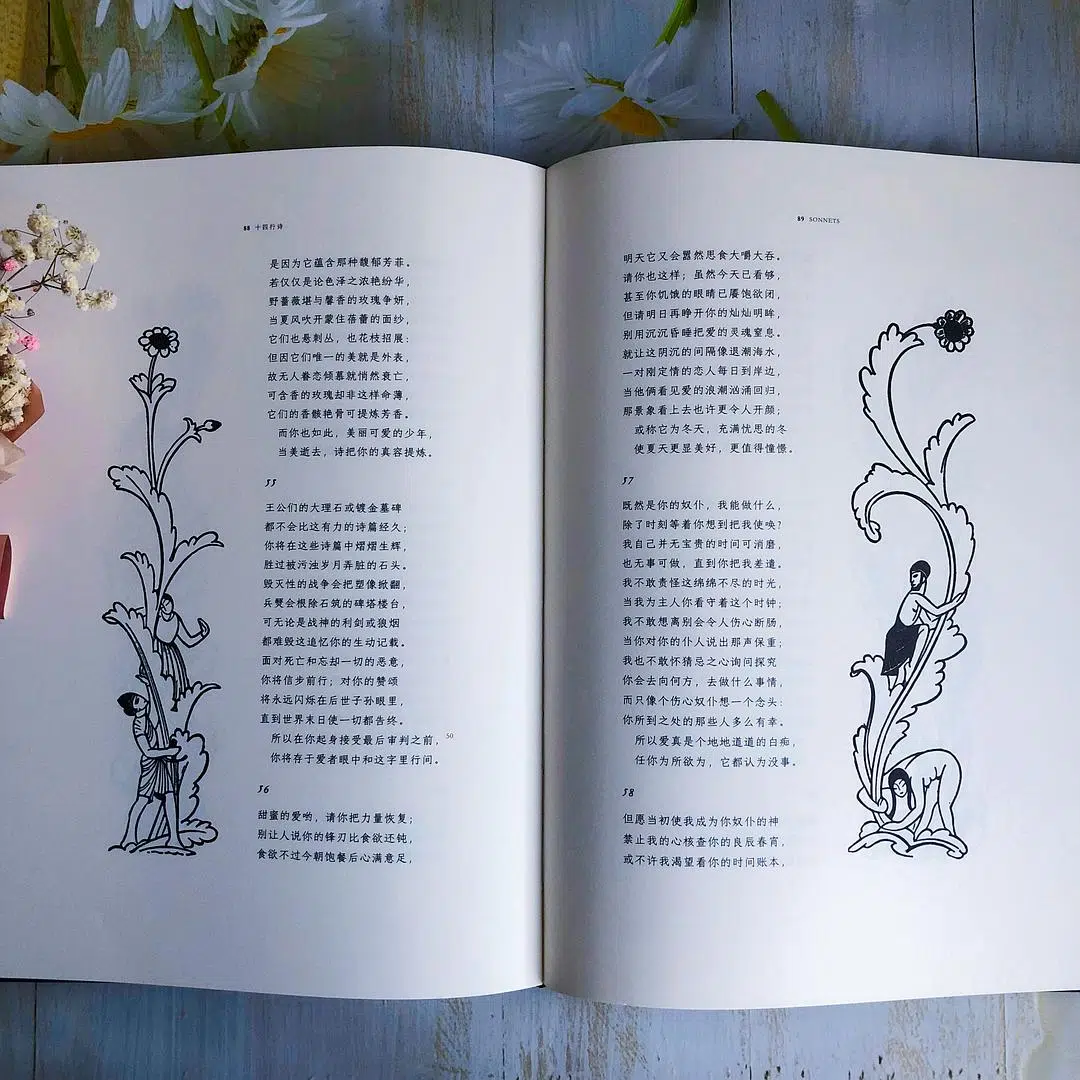 88 十四行诗
是因为它蕴含那种馥郁芳菲。
若仅仅是论色泽之浓艳纷华，
野蔷薇堪与馨香的玫瑰争妍，
当夏风吹开蒙住蓓蕾的面纱，
它们也悬刺丛，也花枝招展：
但因它们唯一的美就是外表，
故无人眷恋倾慕就悄然衰亡，
可含香的玫瑰却非这样命薄，
它们的香骸艳骨可提炼芳香。
而你也如此，美丽可爱的少年，
当美逝去，诗把你的真容提炼。
55
王公们的大理石或镀金墓碑
都不会比这有力的诗篇经久；
你将在这些诗篇中熠熠生辉，
胜过被污浊岁月弄脏的石头。
毁灭性的战争会把塑像掀翻，
兵燹会根除石筑的碑塔楼台，
可无论是战神的利剑或狼烟
都难毁这追忆你的生动记载。
面对死亡和忘却一切的恶意，
你将信步前行；对你的赞颂
将永远闪烁在后世子孙眼里，
直到世界末日使一切都告终。
所以在你起身接受最后审判之前，50
你将存于爱者眼中和这字里行间。
56
甜蜜的爱哟，请你把力量恢复；
别让人说你的锋刃比食欲还钝，
食欲不过今朝饱餐后心满意足，
89 SONNETS
明天它又会嚣然思食大嚼大吞。
请你也这样；虽然今天已看够，
甚至你饥饿的眼睛已餍饱欲闭，
但请明日再睁开你的灿灿明眸，
别用沉沉昏睡把爱的灵魂窒息。
就让这阴沉的间隔像退潮海水，
一对刚定情的恋人每日到岸边，
当他俩看见爱的浪潮汹涌回归，
那景象看上去也许更令人开颜；
或称它为冬天，充满忧思的冬
使夏天更显美好，更值得憧憬。
57
既然是你的奴仆，我能做什么，
除了时刻等着你想到把我使唤？
我自己并无宝贵的时间可消磨，
也无事可做，直到你把我差遣。
我不敢责怪这绵绵不尽的时光，
当我为主人你看守着这个时钟；
我不敢想离别会令人伤心断肠，
当你对你的仆人说出那声保重；
我也不敢怀猜忌之心询问探究
你会去向何方，去做什么事情，
而只像个伤心奴仆想一个念头：
你所到之处的那些人多么有幸。
所以爱真是个地地道道的白痴，
任你为所欲为，它都认为没事。
58
但愿当初使我成为你奴仆的神
禁止我的心核查你的良辰春宵，
或不许我渴望看你的时间账本，